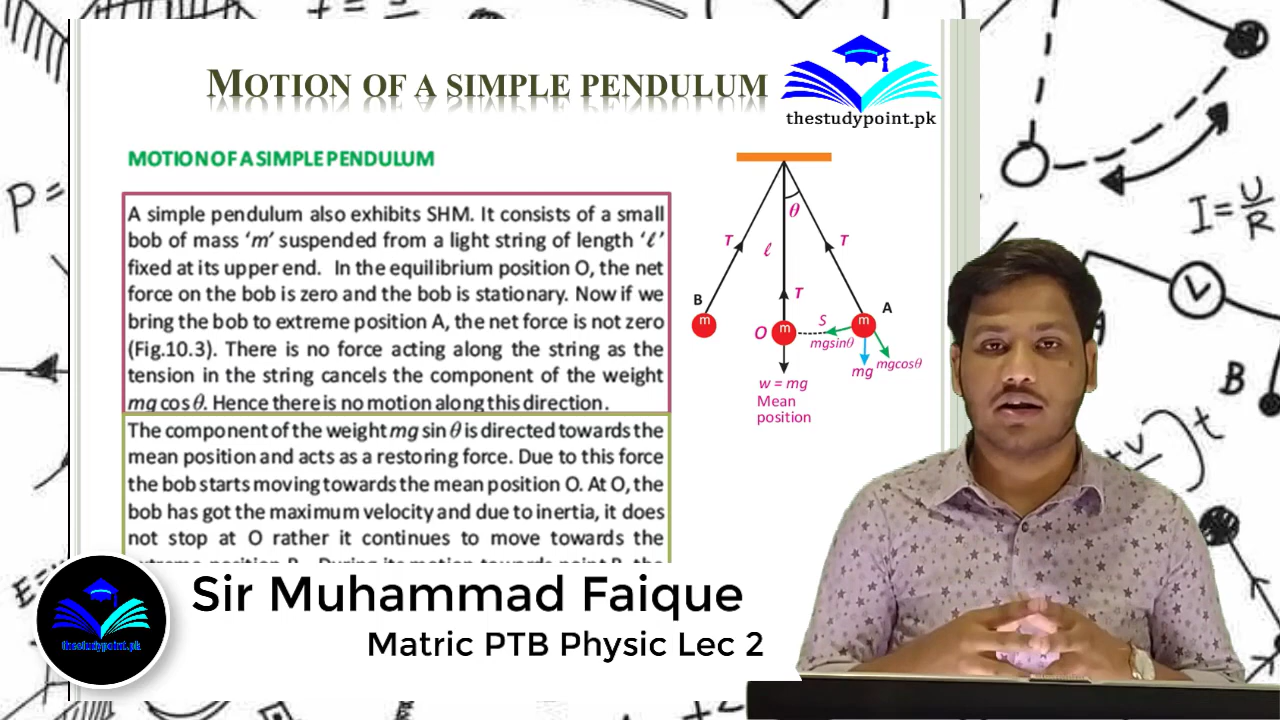 MOTION OF A SIMPLE PENDULUM
thestudypoint.pk
MOTION OF A SIMPLE PENDULUM
A simple pendulum also exhibits SHM. It consists of a small
bob of mass ‘m’ suspended from a light string of length ‘ℓ’
fixed at its upper end. In the equilibrium position O, the net
force on the bob is zero and the bob is stationary. Now if we
bring the bob to extreme position A, the net force is not zero
(Fig.10.3). There is no force acting along the string as the
tension in the string cancels the component of the weight
mg cos θ. Hence there is no motion along this direction.
The component of the weight mg sin θ is directed towards the
mean position and acts as a restoring force. Due to this force
the bob starts moving towards the mean position O. At O, the
bob has got the maximum velocity and due to inertia, it does
not stop at O rather it continues to move towards the
θ
T
ℓ
T
T
B
A
m
O
m
S
m
mgsinθ
mg
mgcosθ
w = mg
Mean
position
P=
I=U/R
V
A
B
t
E=
thestudypoint.pk
Sir Muhammad Faique
Matric PTB Physic Lec 2